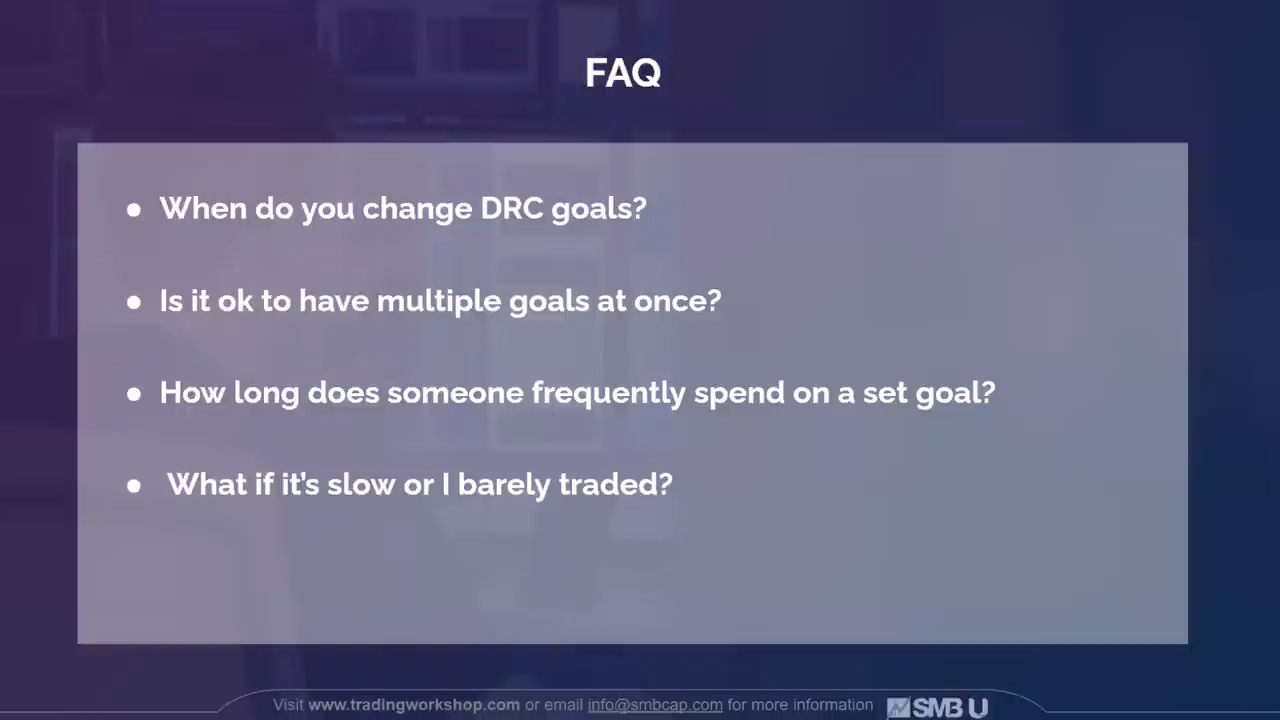 FAQ
● When do you change DRC goals?
● Is it ok to have multiple goals at once?
● How long does someone frequently spend on a set goal?
● What if it's slow or I barely traded?
Visit www.tradingworkshop.com or email info@smbcap.com for more information SMB U